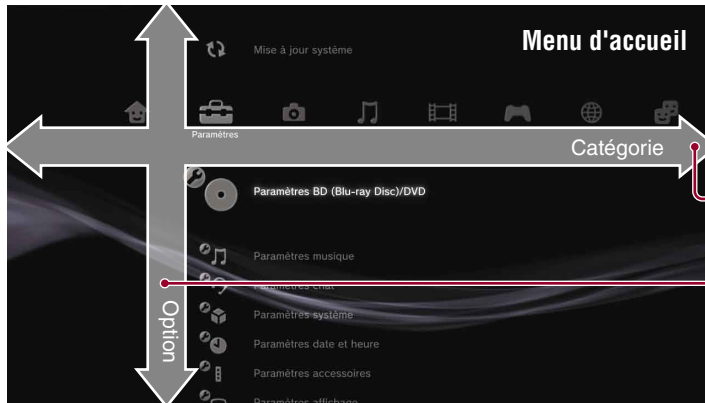 Menu d'accueil
Mise à jour système
Paramètres
Catégorie
Paramètres BD (Blu-ray Disc)/DVD
Paramètres musique
Paramètres chat
Paramètres système
Option
Paramètres date et heure
Paramètres accessoires
Paramètres affichage